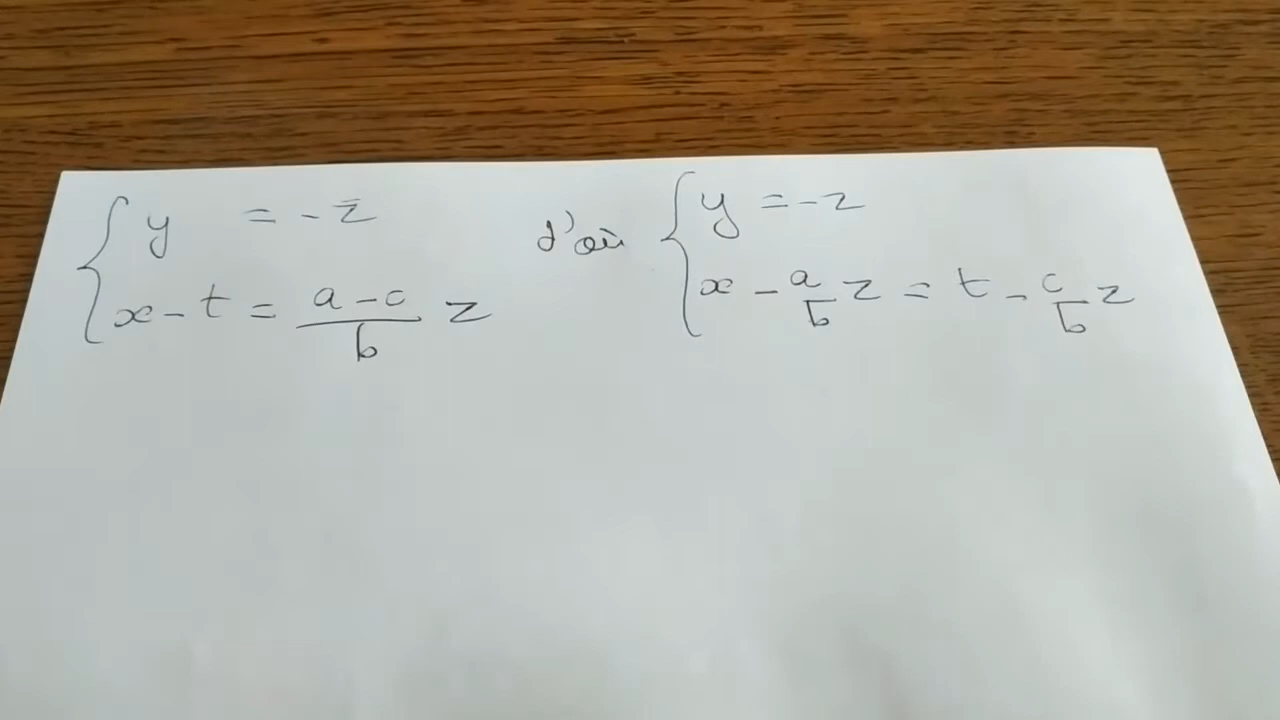 { y = -z d'où { y = -z
x - t = (a - c)/b z x - a/b z = t - c/b z